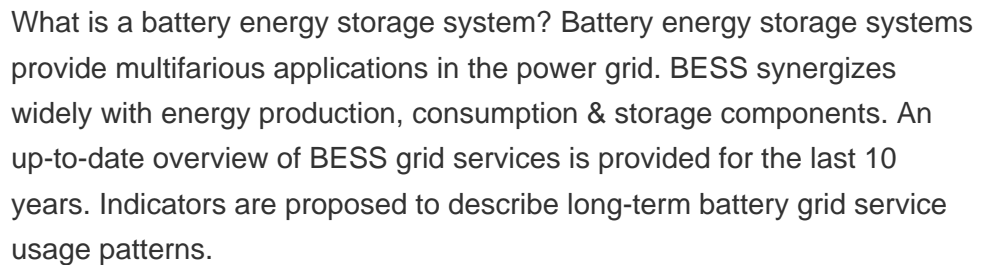 What is a battery energy storage system? Battery energy storage systems
provide multifarious applications in the power grid. BESS synergizes
widely with energy production, consumption & storage components. An
up-to-date overview of BESS grid services is provided for the last 10
years. Indicators are proposed to describe long-term battery grid service
usage patterns.